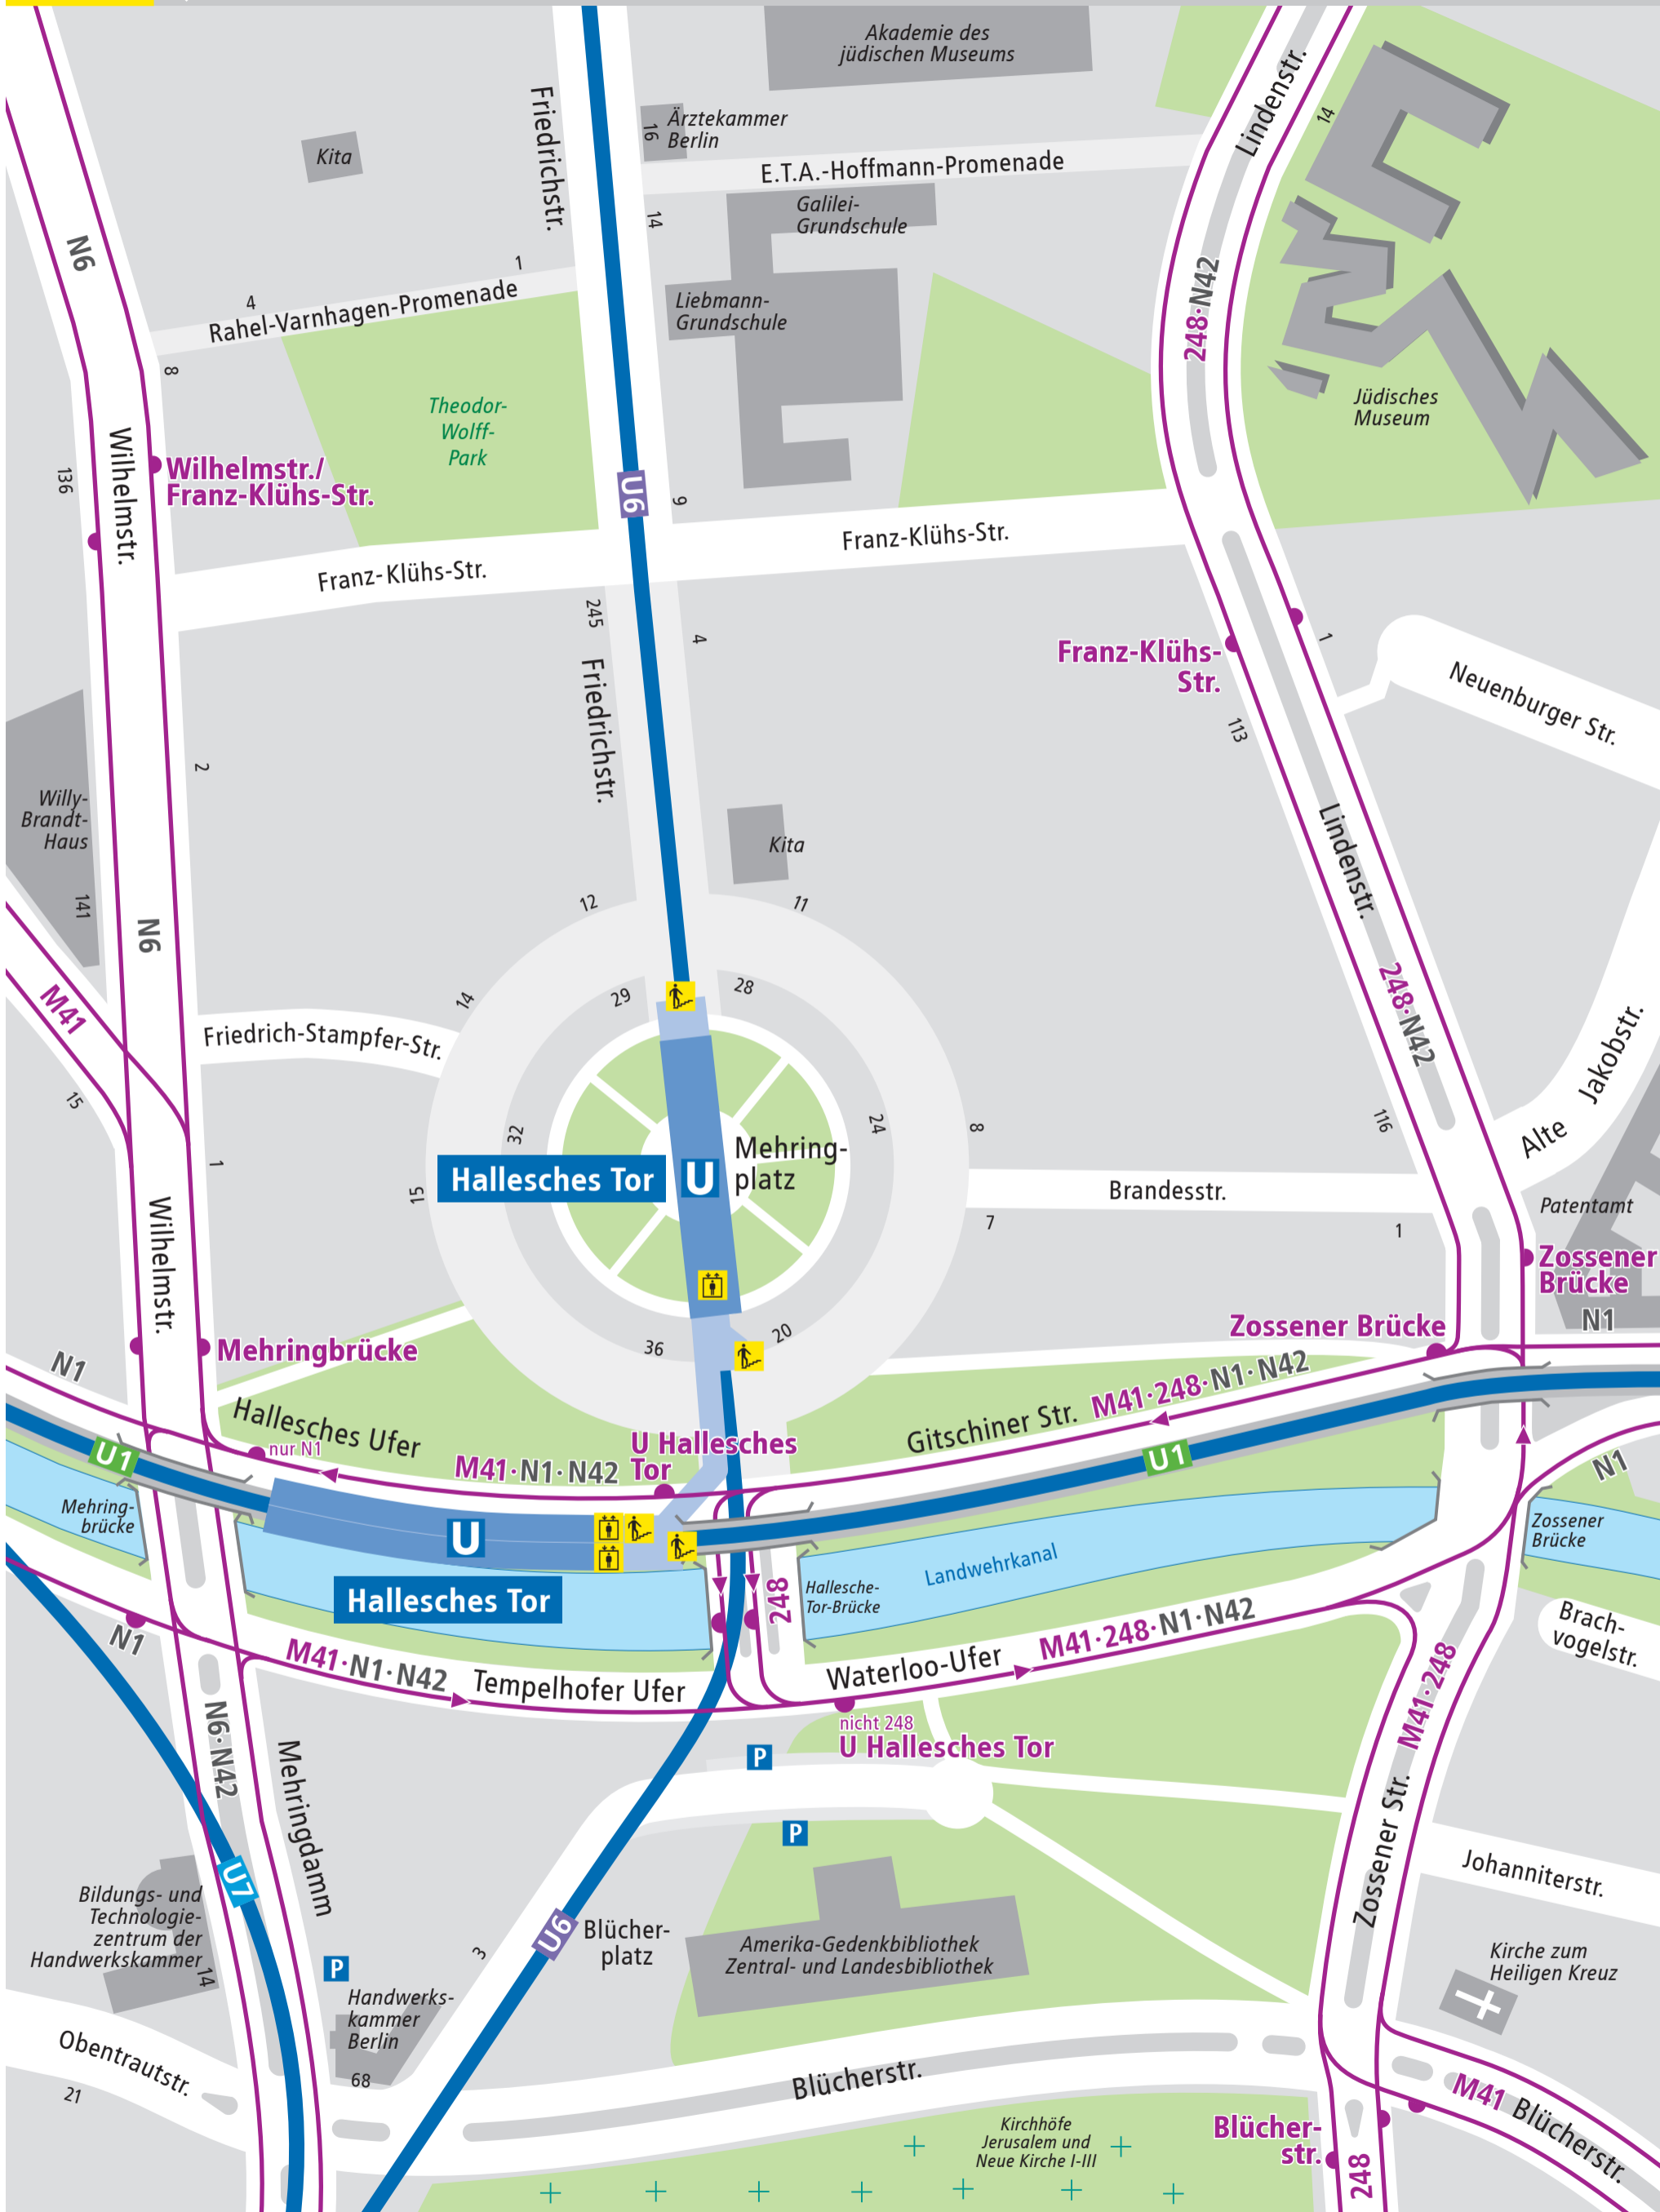 Akademie des
jüdischen Museums
Lindenstr.
14
Friedrichstr.
16
Ärztekammer
Berlin
Kita
E.T.A.-Hoffmann-Promenade
N6
14
Galilei-
Grundschule
1
4
Rahel-Varnhagen-Promenade
Liebmann-
Grundschule
248·N42
8
Theodor-
Wolff-
Park
Jüdisches
Museum
Wilhelmstr.
136
Wilhelmstr./
Franz-Klühs-Str.
U6
9
Franz-Klühs-Str.
Franz-Klühs-Str.
245
4
Franz-Klühs-
Str.
1
Neuenburger Str.
Friedrichstr.
113
2
Willy-
Brandt-
Haus
141
Kita
Lindenstr.
N6
12
11
M41
14
29
28
248·N42
Friedrich-Stampfer-Str.
Alte Jakobstr.
15
32
24
8
116
1
Mehring-
platz
Hallesches Tor
U
15
Brandesstr.
7
1
Patentamt
Wilhelmstr.
Zossener
Brücke
N1
Zossener Brücke
20
36
Mehringbrücke
N1
M41·248·N1·N42
Hallesches Ufer
nur N1
Gitschiner Str.
U Hallesches
Tor
M41·N1·N42
U1
U1
N1
Mehring-
brücke
U
Zossener
Brücke
Landwehrkanal
Hallesches Tor
248
Hallesche-
Tor-Brücke
N1
M41·248·N1·N42
Brach-
vogelstr.
M41·N1·N42
Tempelhofer Ufer
Waterloo-Ufer
M41·248
nicht 248
U Hallesches Tor
N6·N42
P
Mehringdamm
P
Zossener Str.
Johanniterstr.
U7
Bildungs- und
Technologie-
zentrum der
Handwerkskammer
14
3
U6
Blücher-
platz
Amerika-Gedenkbibliothek
Zentral- und Landesbibliothek
Kirche zum
Heiligen Kreuz
P
Handwerks-
kammer
Berlin
Obentrautstr.
21
68
Blücherstr.
M41
Blücherstr.
Kirchhöfe
Jerusalem und
Neue Kirche I-III
Blücher-
str.
248